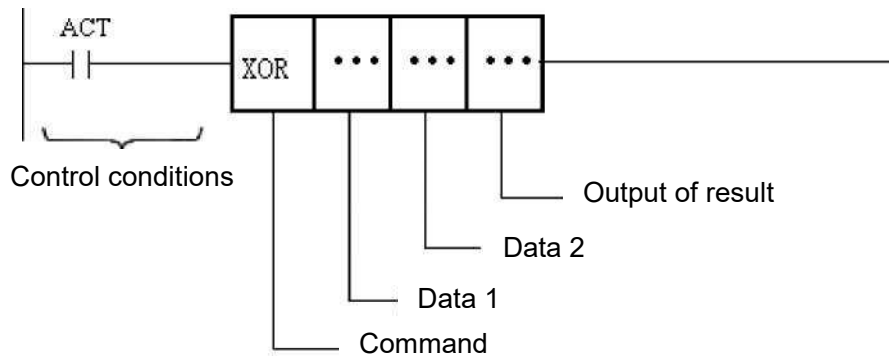 ACT
XOR ••• ••• •••
Control conditions
Output of result
Data 2
Data 1
Command